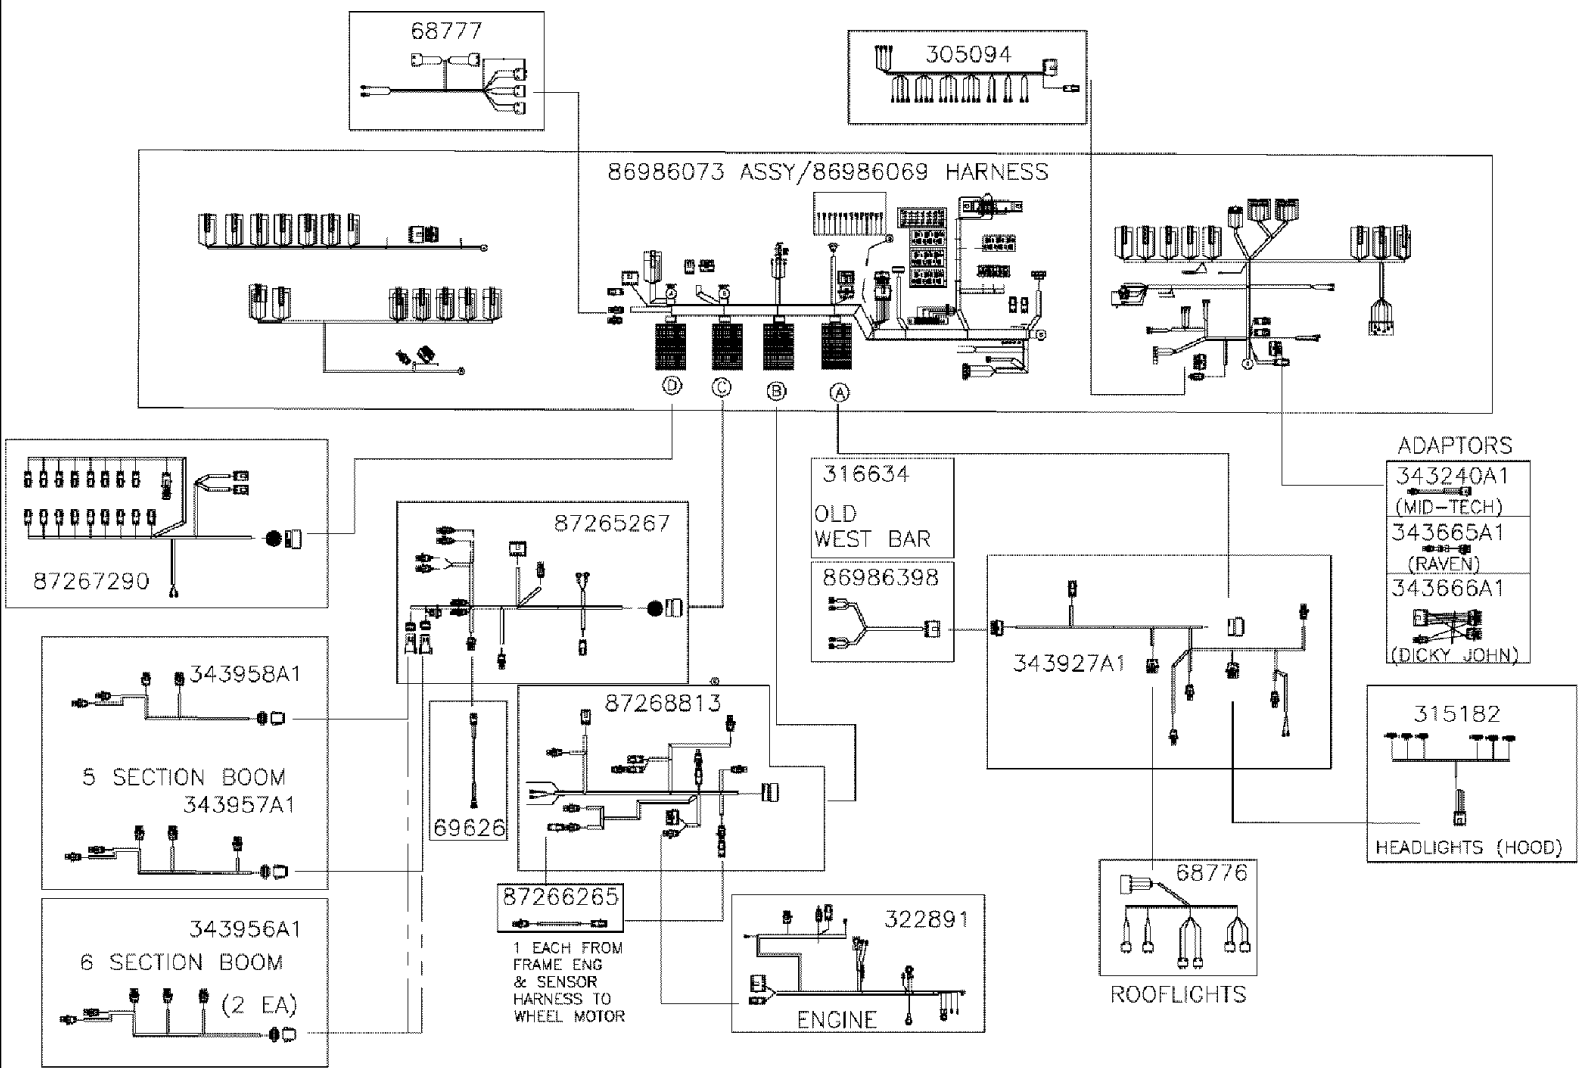 68777
305094
86986073 ASSY/86986069 HARNESS
D
C
B
A
ADAPTORS
343240A1
(MID-TECH)
343665A1
(RAVEN)
343666A1
(DICKY JOHN)
316634
OLD
WEST BAR
86986398
87265267
87267290
343927A1
343958A1
5 SECTION BOOM
343957A1
69626
87268813
315182
HEADLIGHTS (HOOD)
68776
ROOFLIGHTS
87266265
1 EACH FROM
FRAME ENG
& SENSOR
HARNESS TO
WHEEL MOTOR
322891
ENGINE
343956A1
6 SECTION BOOM
(2 EA)